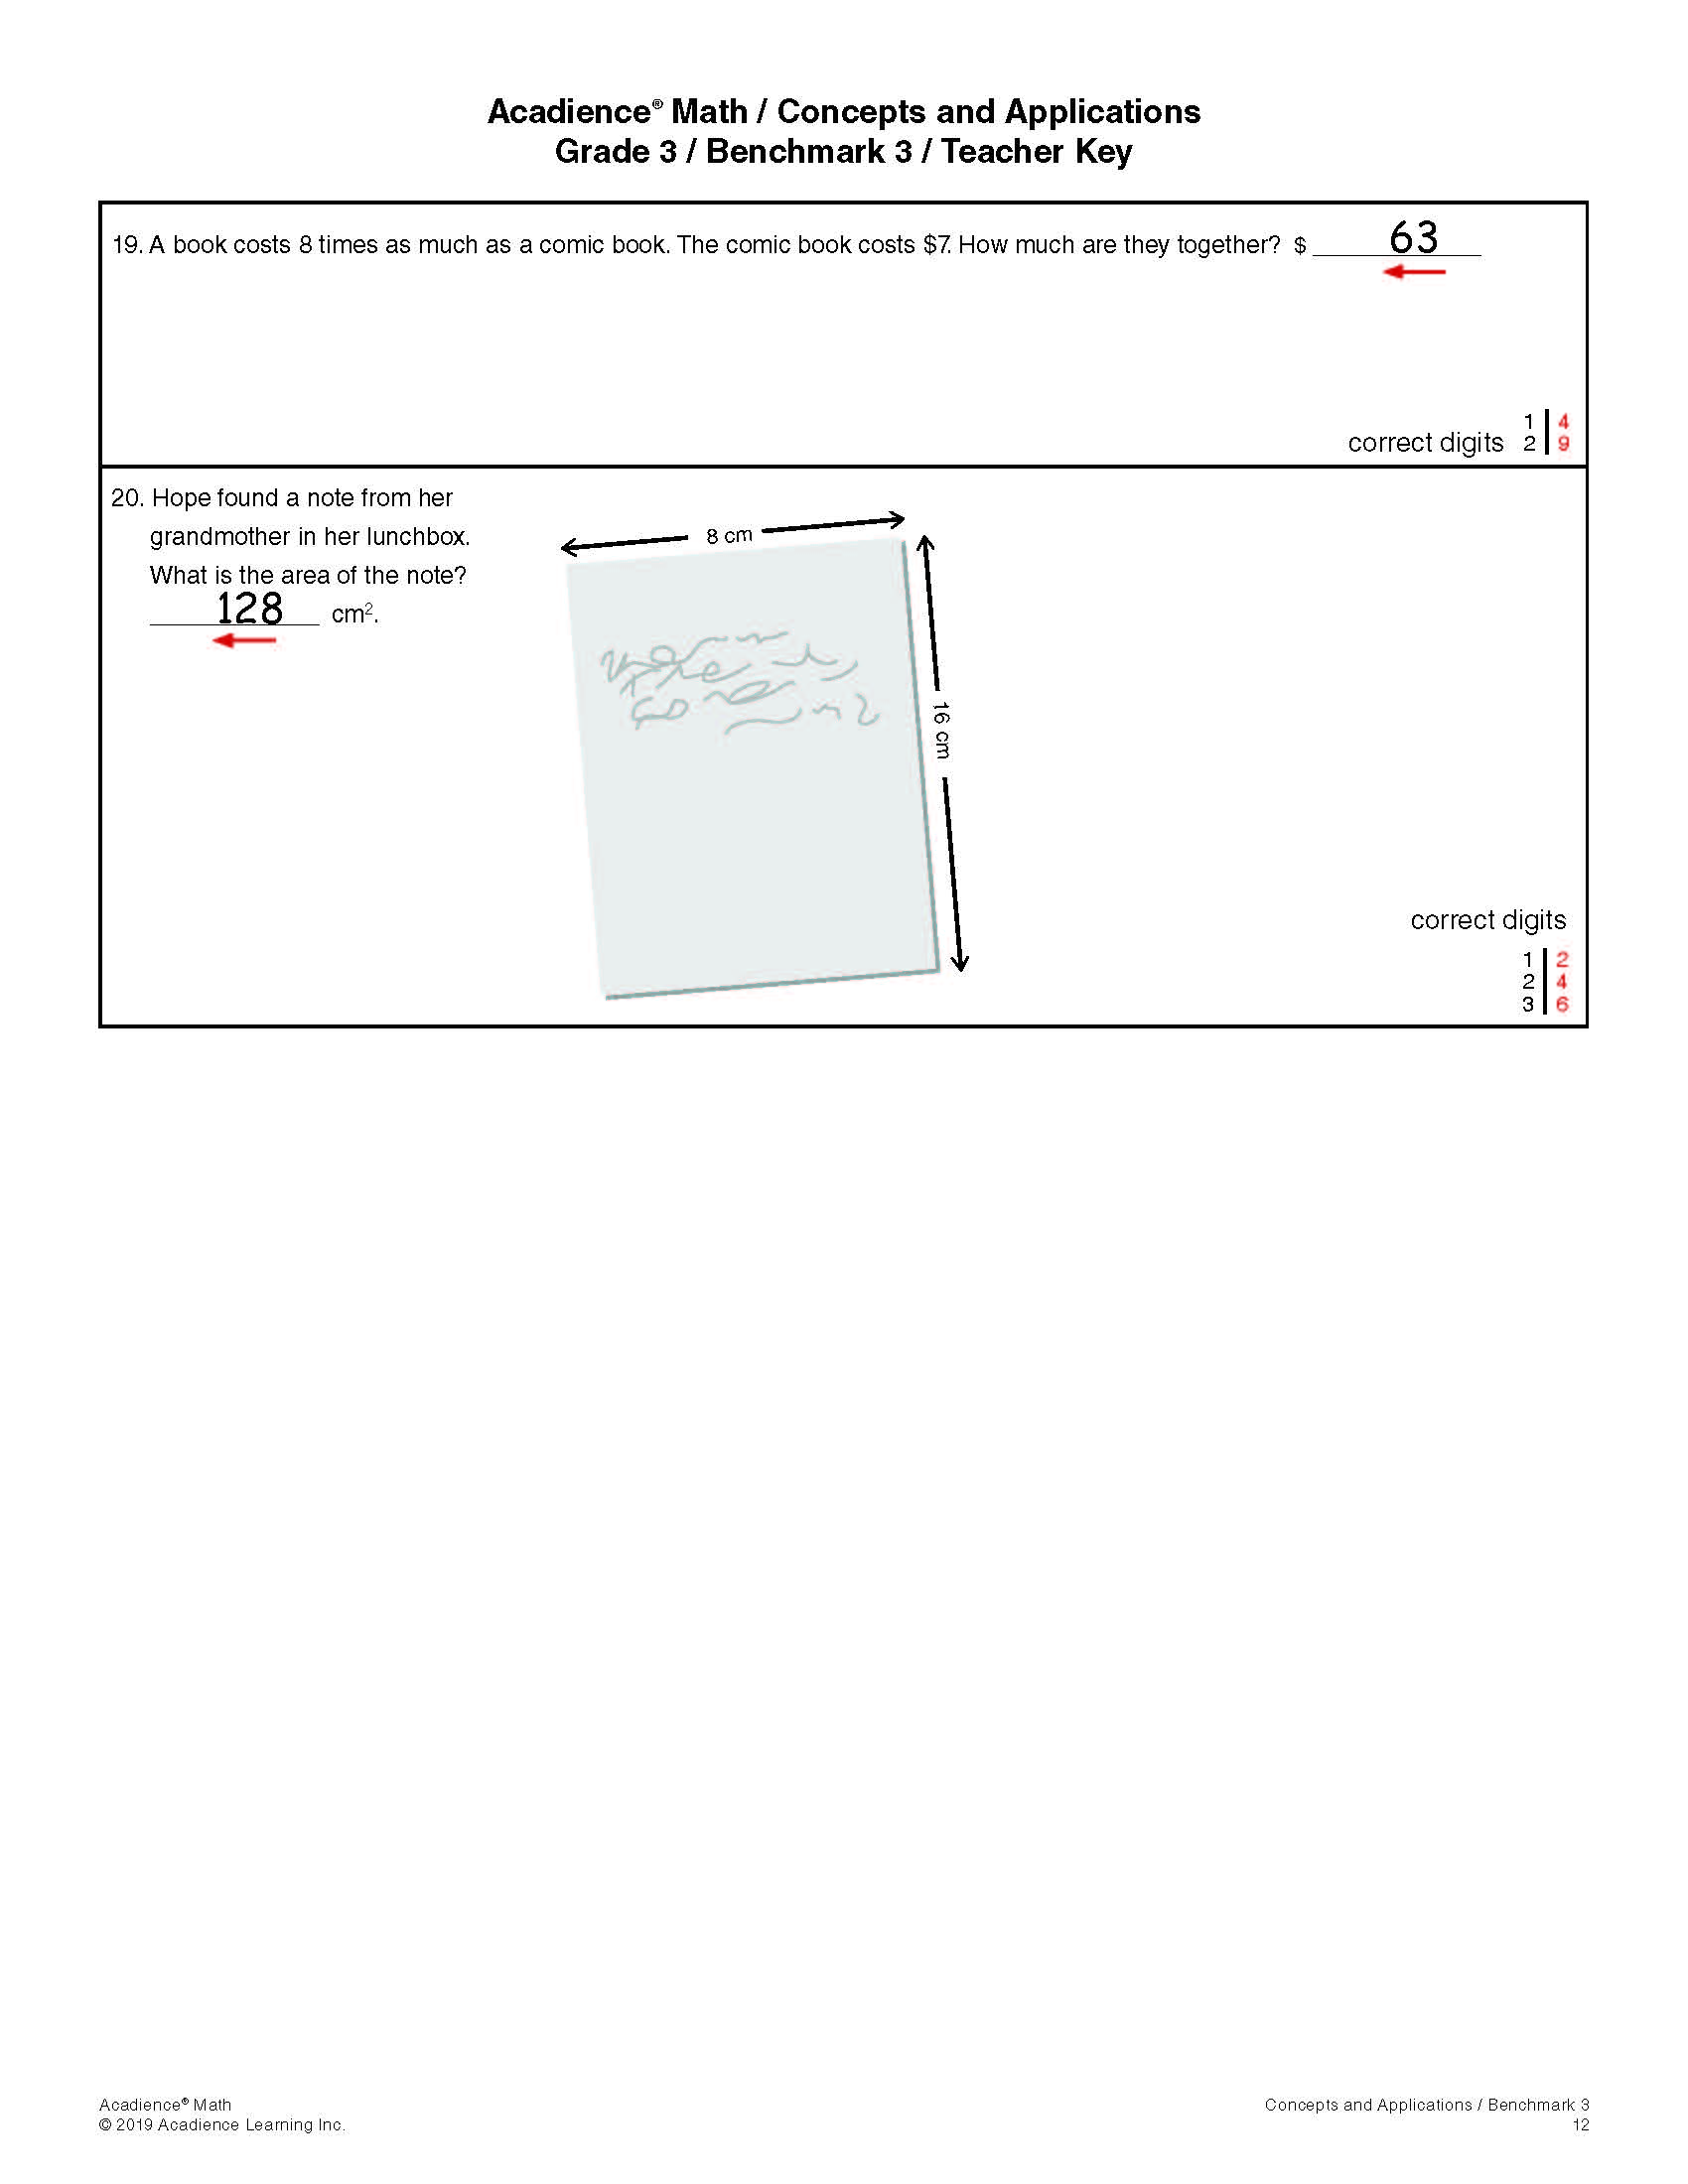 Acadience® Math / Concepts and Applications
Grade 3 / Benchmark 3 / Teacher Key
19. A book costs 8 times as much as a comic book. The comic book costs $7. How much are they together? $ 63
correct digits
1 4
2 9
20. Hope found a note from her
grandmother in her lunchbox.
What is the area of the note?
128 cm².
8 cm
16 cm
correct digits
1 2
2 4
3 6
Acadience® Math
© 2019 Acadience Learning Inc.
Concepts and Applications / Benchmark 3
12